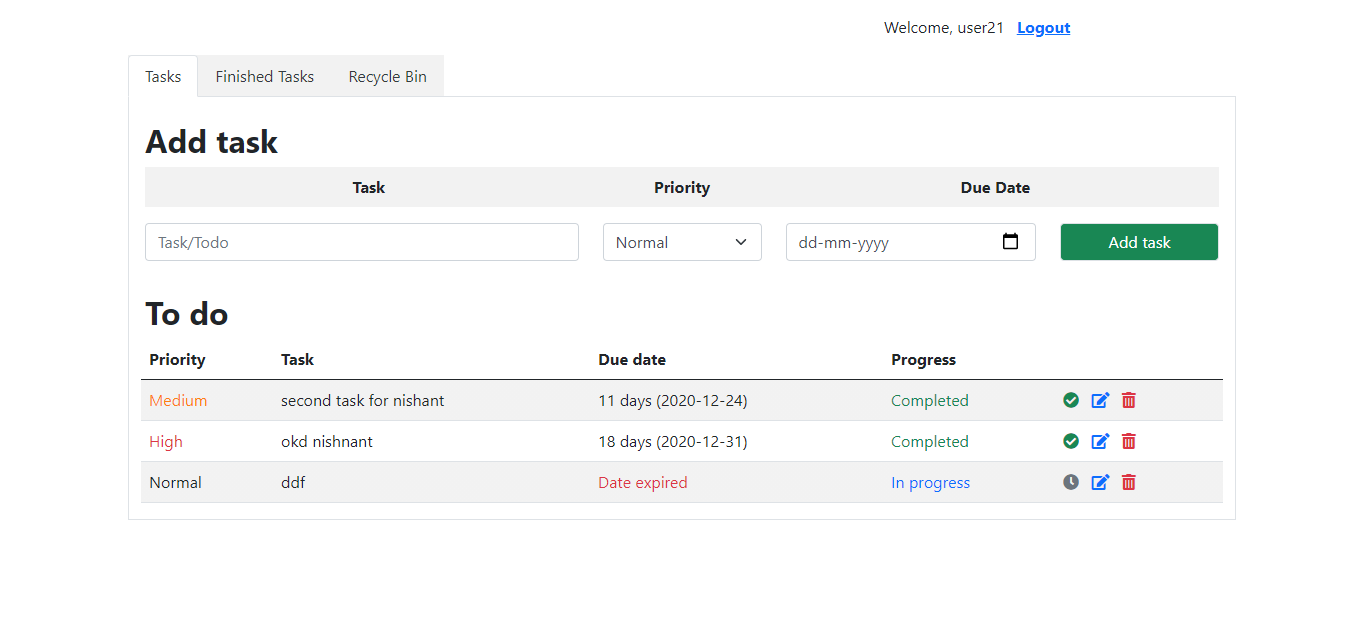 Welcome, user21 Logout
Tasks Finished Tasks Recycle Bin
Add task
Task Priority Due Date
Task/Todo Normal dd-mm-yyyy Add task
To do
Priority Task Due date Progress
Medium second task for nishant 11 days (2020-12-24) Completed
High okd nishnant 18 days (2020-12-31) Completed
Normal ddf Date expired In progress